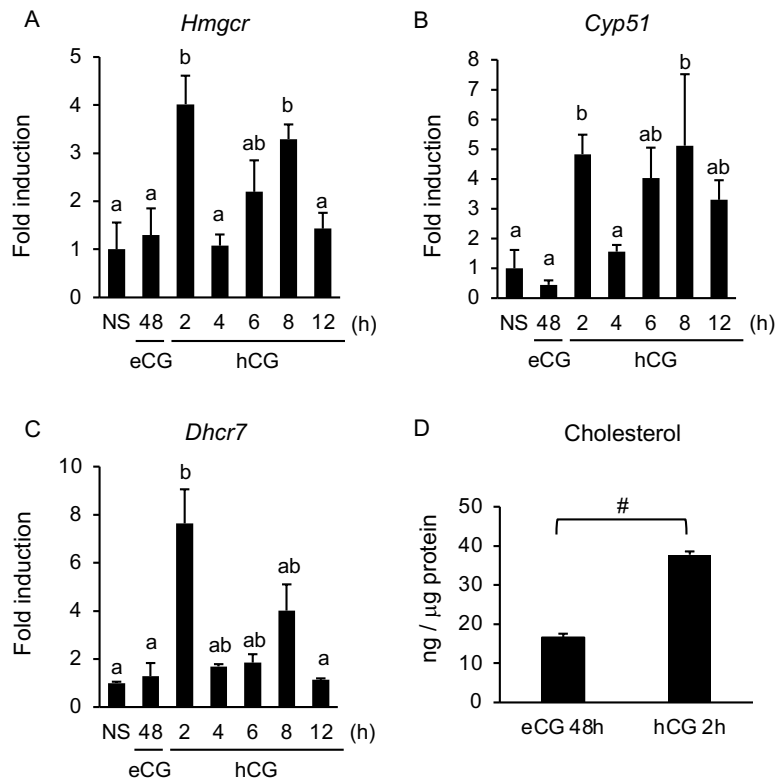 A
Hmgcr
Fold induction
5
4
3
2
1
0
a
a
b
a
ab
b
a
NS 48 2 4 6 8 12 (h)
eCG hCG
B
Cyp51
Fold induction
8
7
6
5
4
3
2
1
0
a
a
b
a
ab
b
ab
NS 48 2 4 6 8 12 (h)
eCG hCG
C
Dhcr7
Fold induction
10
8
6
4
2
0
a
a
b
ab
ab
ab
a
NS 48 2 4 6 8 12 (h)
eCG hCG
D
Cholesterol
ng / μg protein
50
40
30
20
10
0
#
eCG 48h hCG 2h